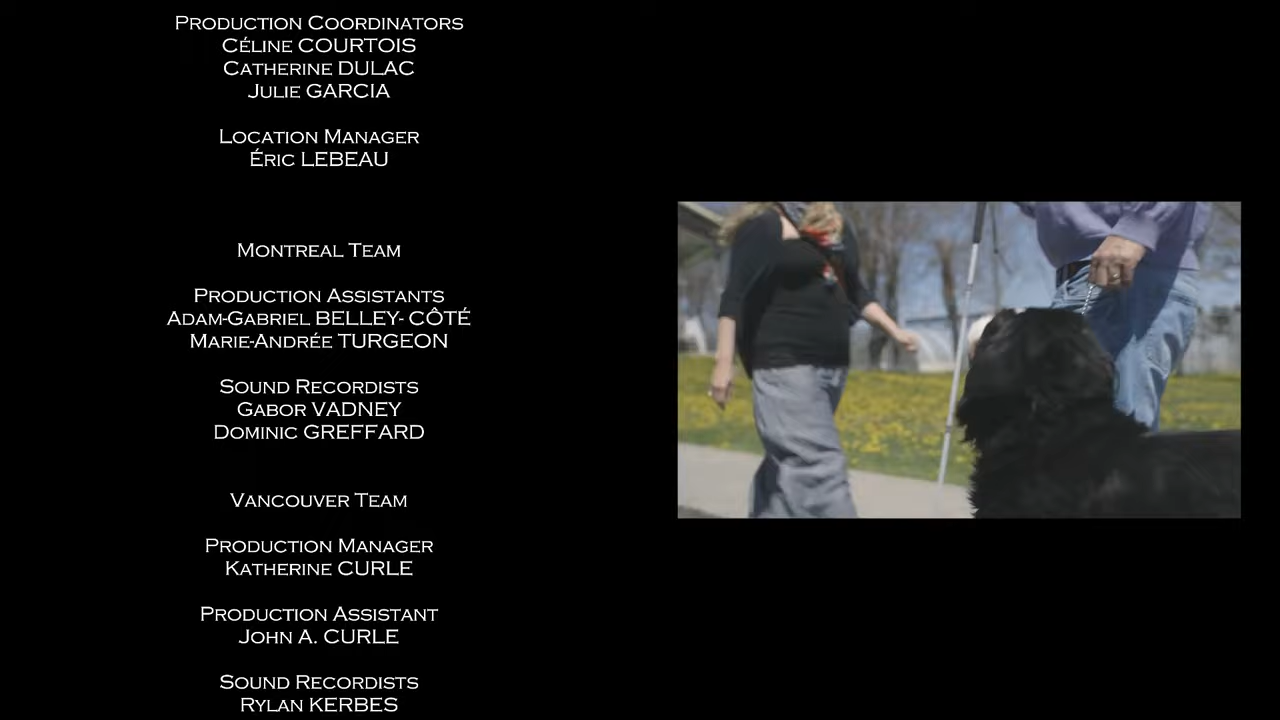 Production Coordinators
Céline COURTOIS
Catherine DULAC
Julie GARCIA
Location Manager
Éric LEBEAU
Montreal Team
Production Assistants
Adam-Gabriel BELLEY- CÔTÉ
Marie-Andrée TURGEON
Sound Recordists
Gabor VADNEY
Dominic GREFFARD
Vancouver Team
Production Manager
Katherine CURLE
Production Assistant
John A. CURLE
Sound Recordists
Rylan KERBES